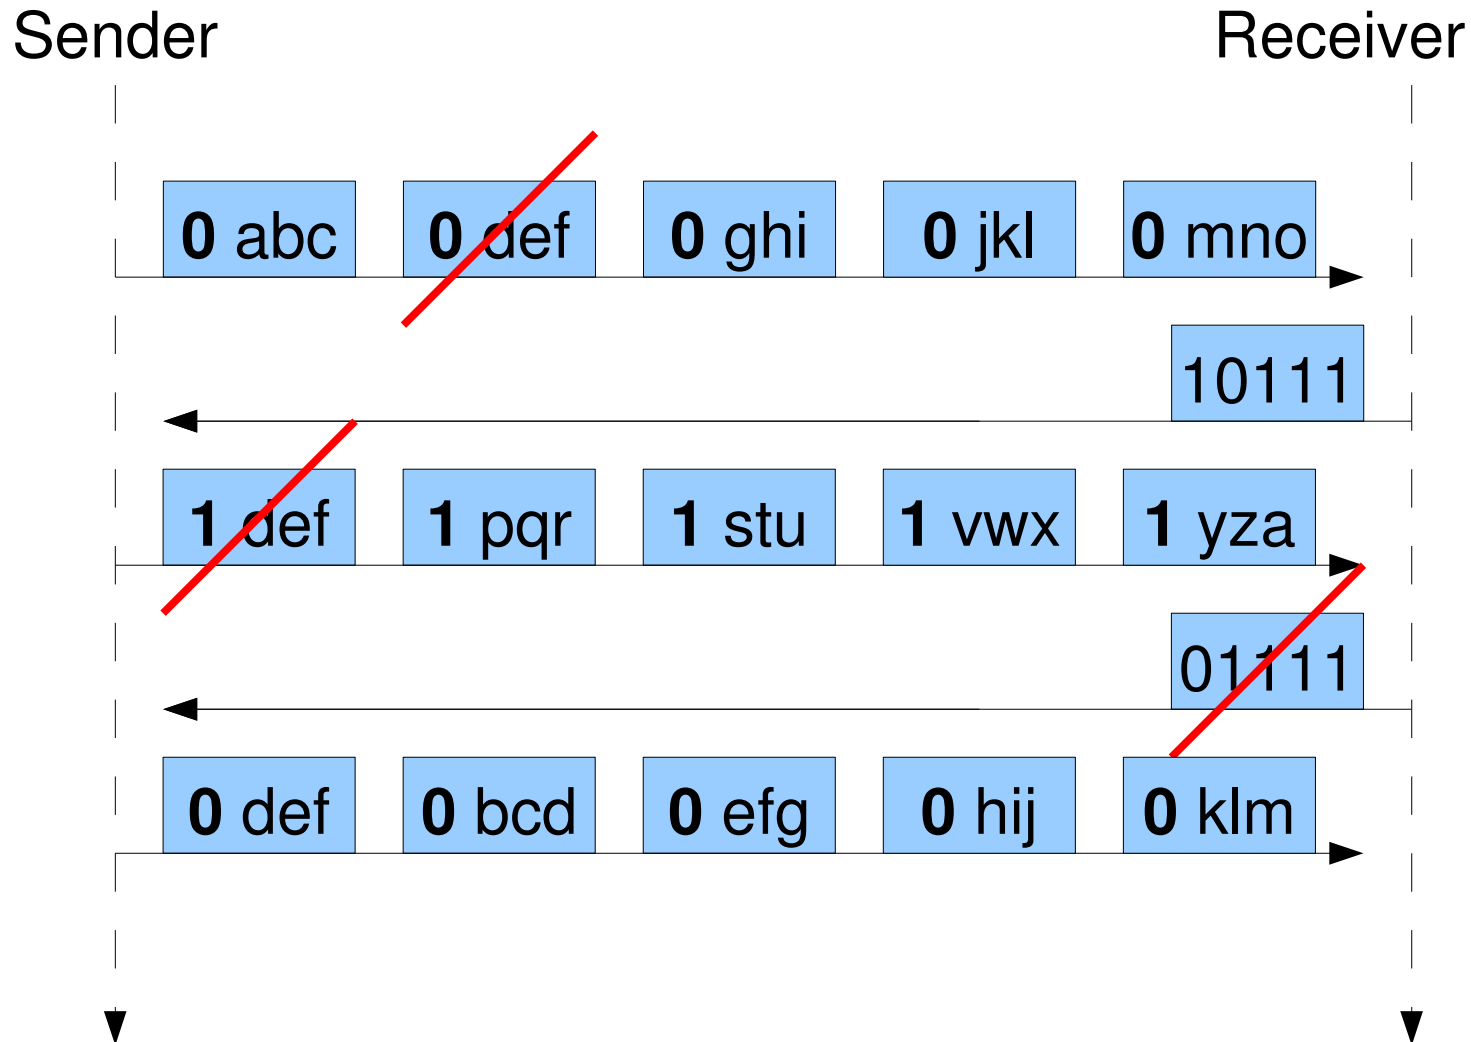 Sender Receiver
0 abc 0 def 0 ghi 0 jkl 0 mno
10111
1 def 1 pqr 1 stu 1 vwx 1 yza
01111
0 def 0 bcd 0 efg 0 hij 0 klm